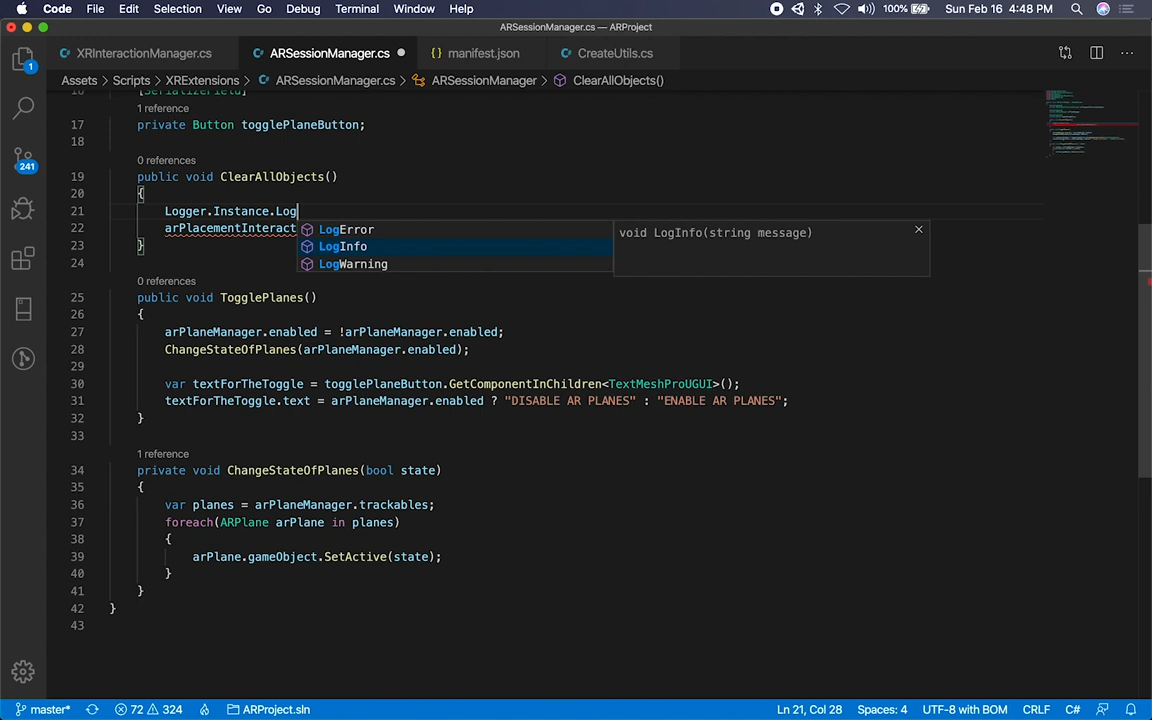 Code File Edit Selection View Go Debug Terminal Window Help 100% Sun Feb 16 4:48 PM
ARSessionManager.cs — ARProject
XRInteractionManager.cs ARSessionManager.cs manifest.json CreateUtils.cs
Assets > Scripts > XRExtensions > ARSessionManager.cs > ARSessionManager > ClearAllObjects()
1 reference
17 private Button togglePlaneButton;
18
0 references
19 public void ClearAllObjects()
20 {
21 Logger.Instance.Log
22 arPlacementInteract
23 }
24
LogError
LogInfo
LogWarning
void LogInfo(string message)
0 references
25 public void TogglePlanes()
26 {
27 arPlaneManager.enabled = !arPlaneManager.enabled;
28 ChangeStateOfPlanes(arPlaneManager.enabled);
29
30 var textForTheToggle = togglePlaneButton.GetComponentInChildren<TextMeshProUGUI>();
31 textForTheToggle.text = arPlaneManager.enabled ? "DISABLE AR PLANES" : "ENABLE AR PLANES";
32 }
33
1 reference
34 private void ChangeStateOfPlanes(bool state)
35 {
36 var planes = arPlaneManager.trackables;
37 foreach(ARPlane arPlane in planes)
38 {
39 arPlane.gameObject.SetActive(state);
40 }
41 }
42 }
43
1
241
master* 72 324 ARProject.sln Ln 21, Col 28 Spaces: 4 UTF-8 with BOM CRLF C#